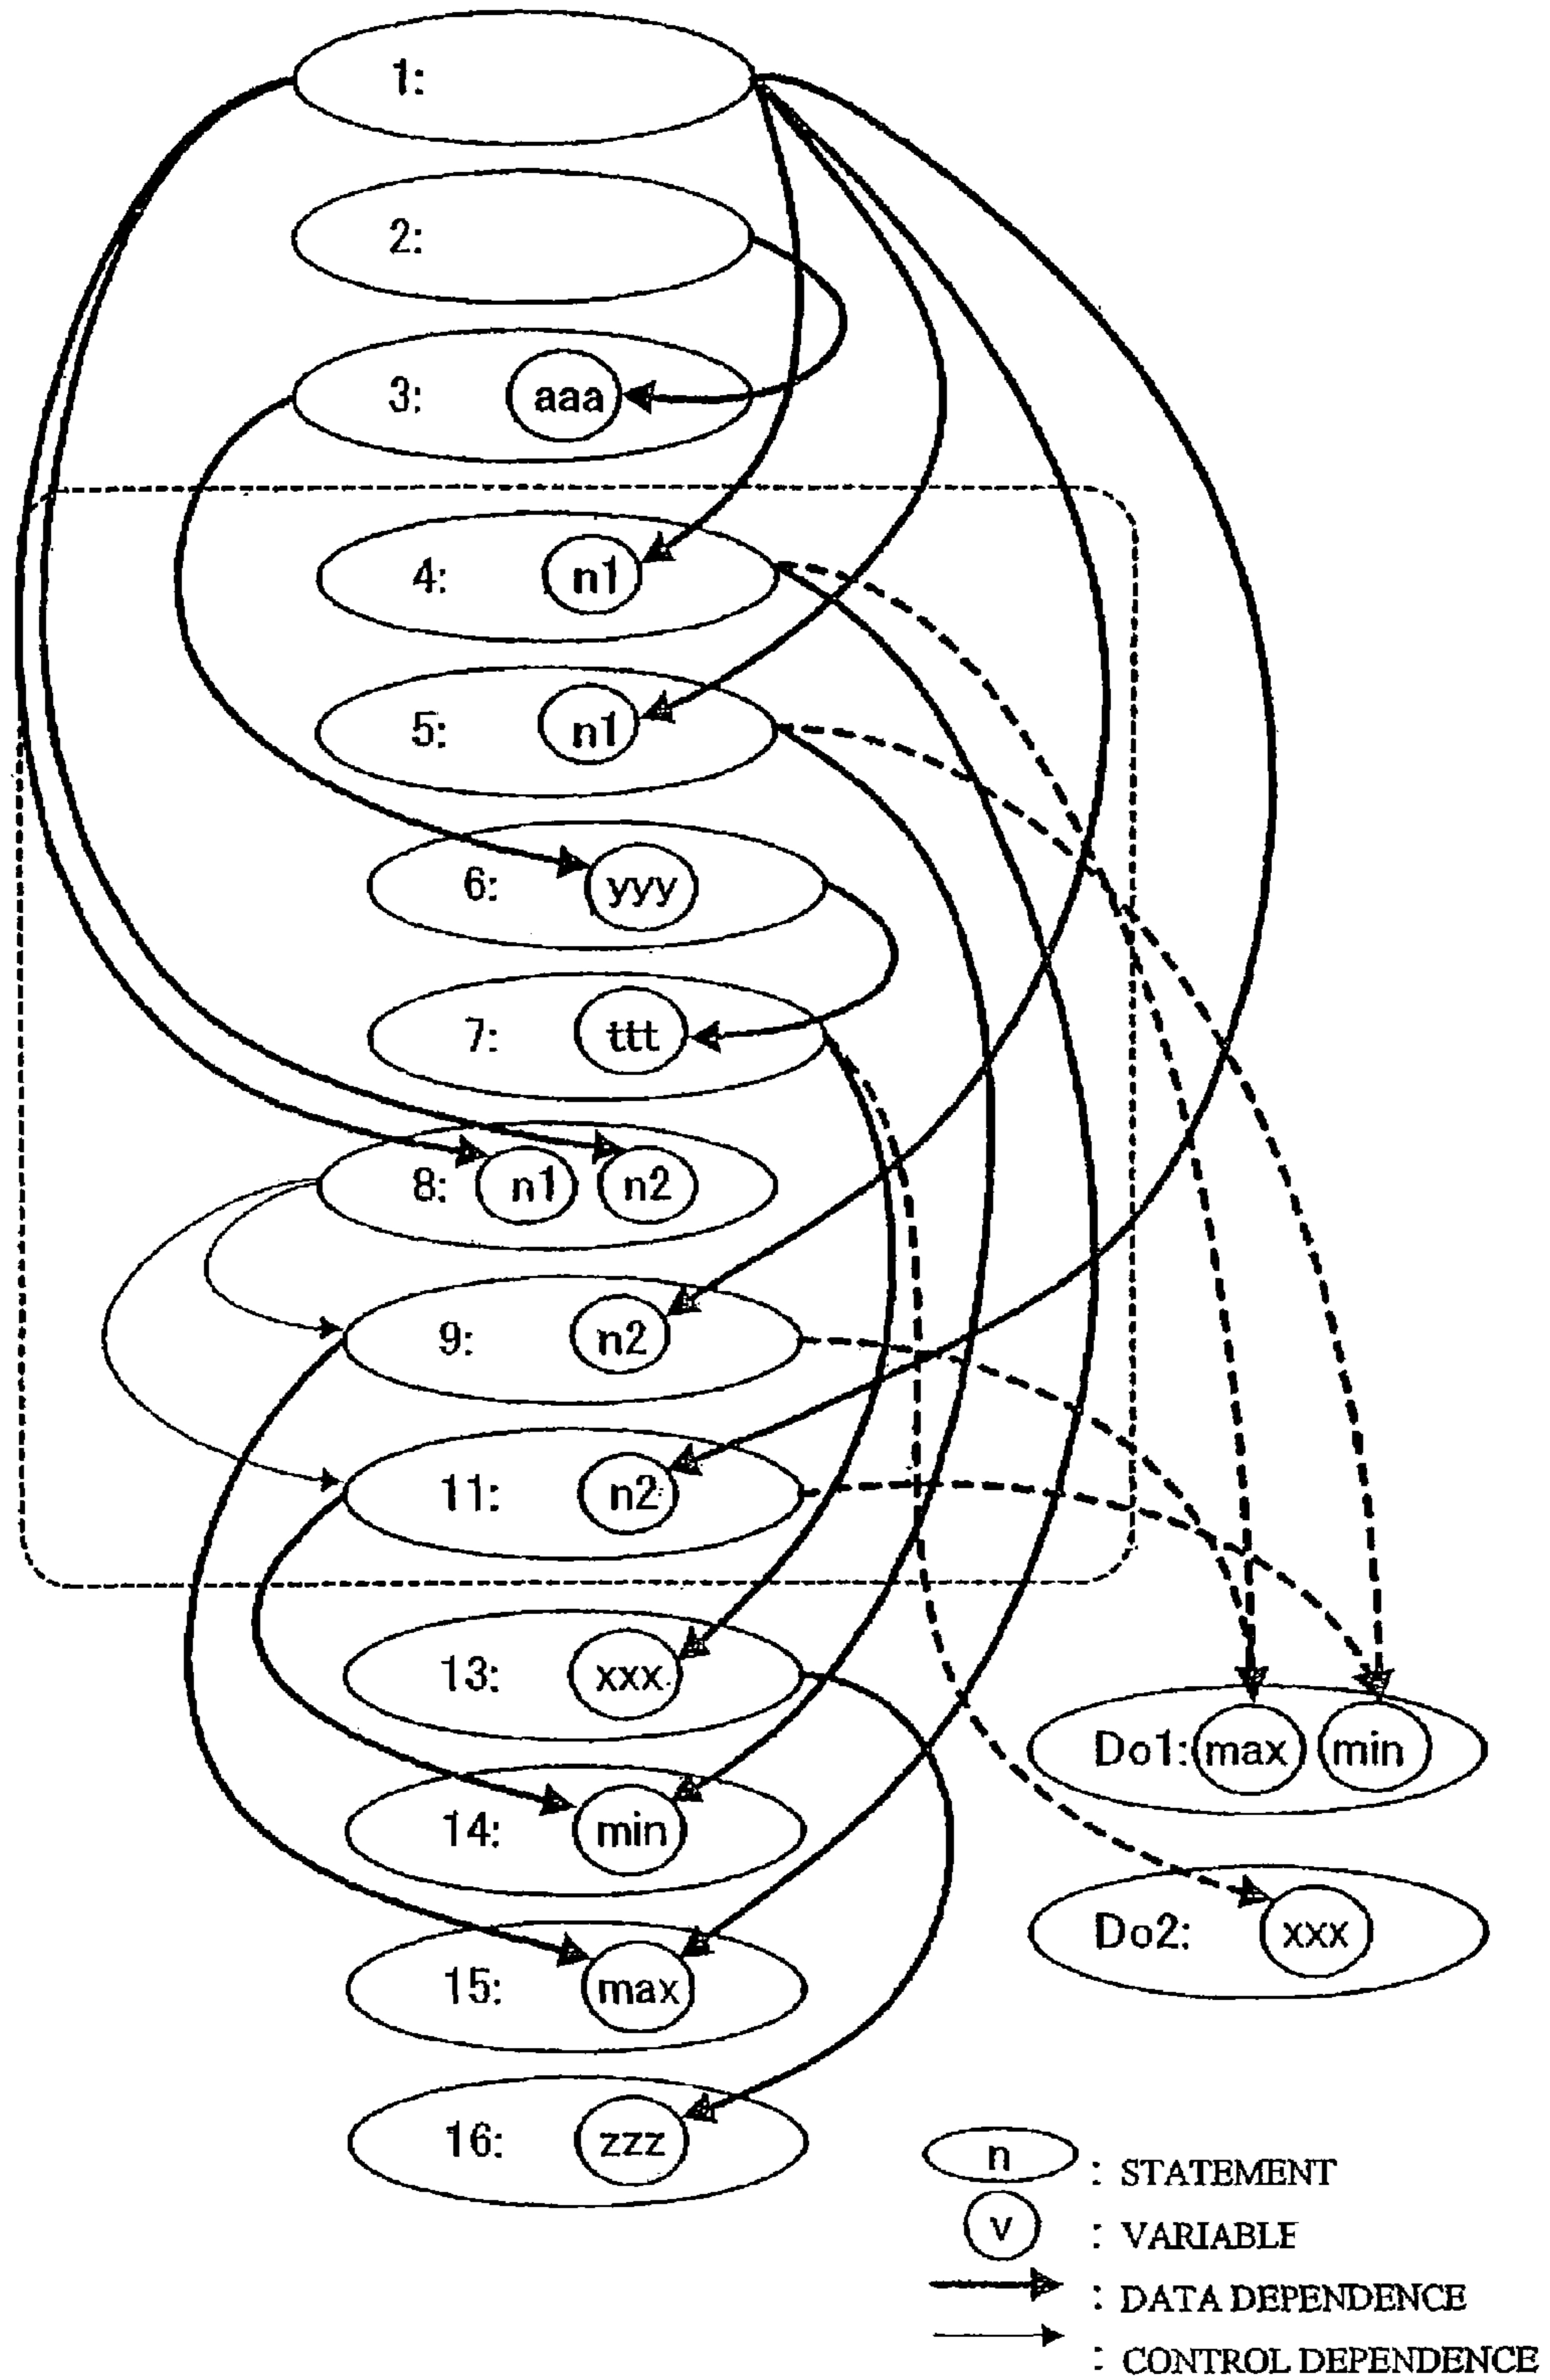 1:
2:
3: aaa
4: n1
5: n1
6: yyy
7: ttt
8: n1 n2
9: n2
11: n2
13: xxx
14: min
15: max
16: zzz
Do1: max min
Do2: xxx
n : STATEMENT
v : VARIABLE
: DATA DEPENDENCE
: CONTROL DEPENDENCE